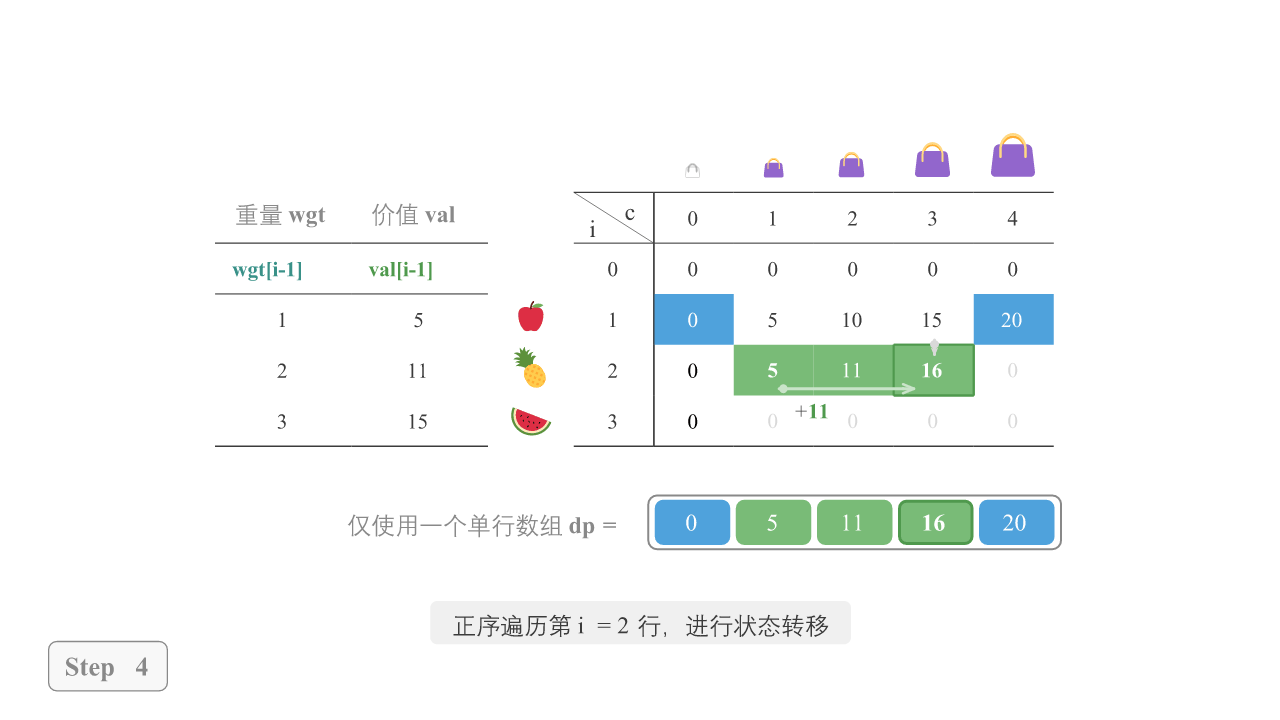 重量 wgt 价值 val
wgt[i-1] val[i-1]
1 5
2 11
3 15
c
i
0 1 2 3 4
0 0 0 0 0 0
1 0 5 10 15 20
2 0 5 11 16 0
+11
3 0 0 0 0 0
仅使用一个单行数组 dp = 0 5 11 16 20
正序遍历第 i = 2 行，进行状态转移
Step 4